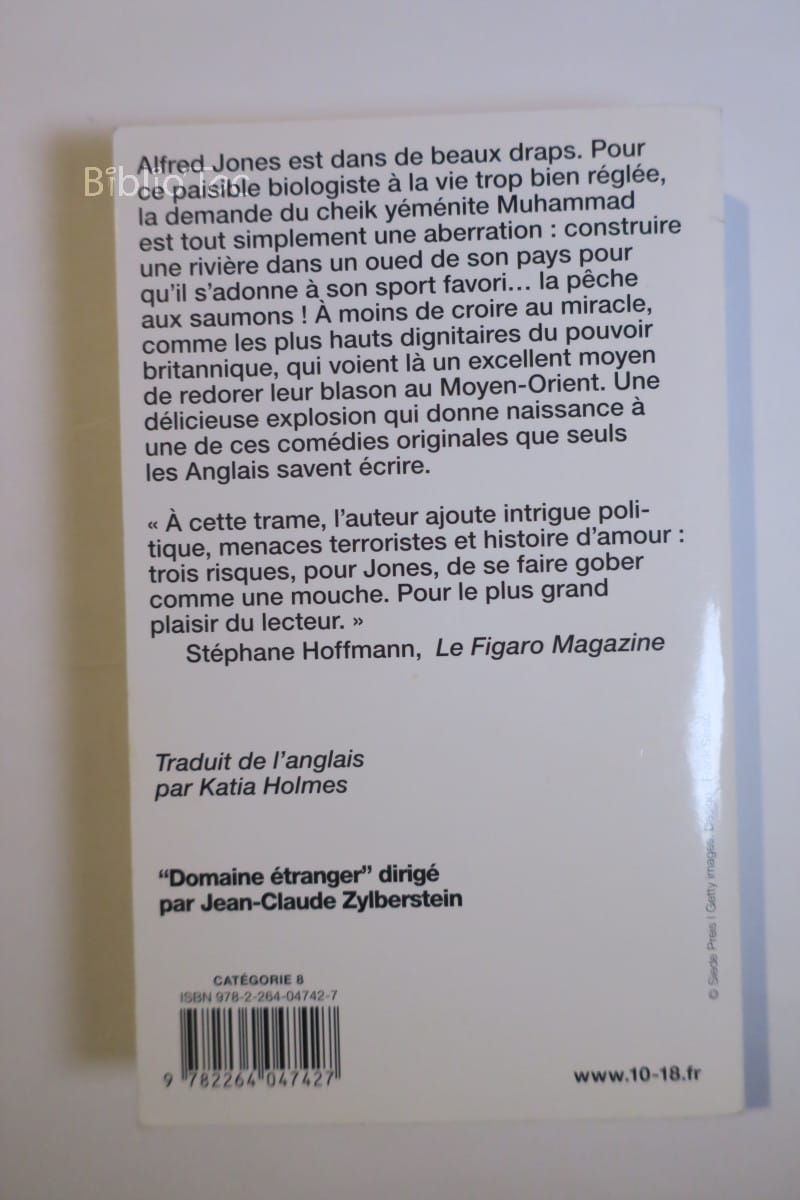 Biblio'Tac
Alfred Jones est dans de beaux draps. Pour
ce paisible biologiste à la vie trop bien réglée,
la demande du cheik yéménite Muhammad
est tout simplement une aberration : construire
une rivière dans un oued de son pays pour
qu'il s'adonne à son sport favori… la pêche
aux saumons ! À moins de croire au miracle,
comme les plus hauts dignitaires du pouvoir
britannique, qui voient là un excellent moyen
de redorer leur blason au Moyen-Orient. Une
délicieuse explosion qui donne naissance à
une de ces comédies originales que seuls
les Anglais savent écrire.
« À cette trame, l'auteur ajoute intrigue poli-
tique, menaces terroristes et histoire d'amour :
trois risques, pour Jones, de se faire gober
comme une mouche. Pour le plus grand
plaisir du lecteur. »
Stéphane Hoffmann, Le Figaro Magazine
Traduit de l'anglais
par Katia Holmes
“Domaine étranger” dirigé
par Jean-Claude Zylberstein
CATÉGORIE 8
ISBN 978-2-264-04742-7
9 782264 047427
www.10-18.fr
© Siede Preis | Getty images.